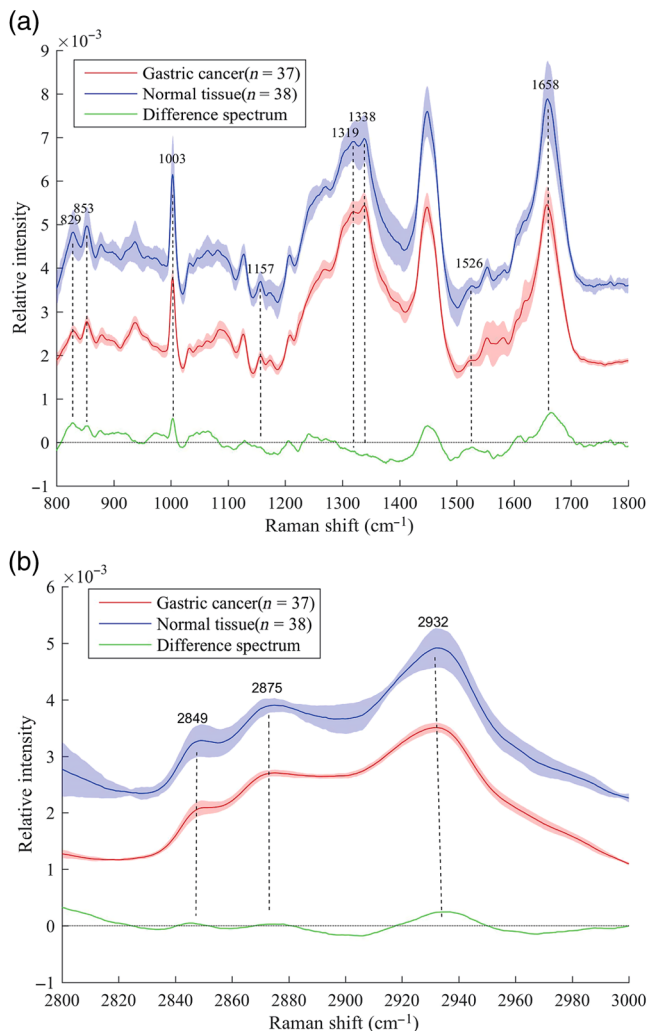 (a)
×10⁻³
9
8
7
6
5
4
3
2
1
0
−1
Relative intensity
Gastric cancer(n = 37)
Normal tissue(n = 38)
Difference spectrum
829
853
1003
1157
1319
1338
1526
1658
800 900 1000 1100 1200 1300 1400 1500 1600 1700 1800
Raman shift (cm⁻¹)
(b)
×10⁻³
6
5
4
3
2
1
0
−1
Relative intensity
Gastric cancer(n = 37)
Normal tissue(n = 38)
Difference spectrum
2849
2875
2932
2800 2820 2840 2860 2880 2900 2920 2940 2960 2980 3000
Raman shift (cm⁻¹)